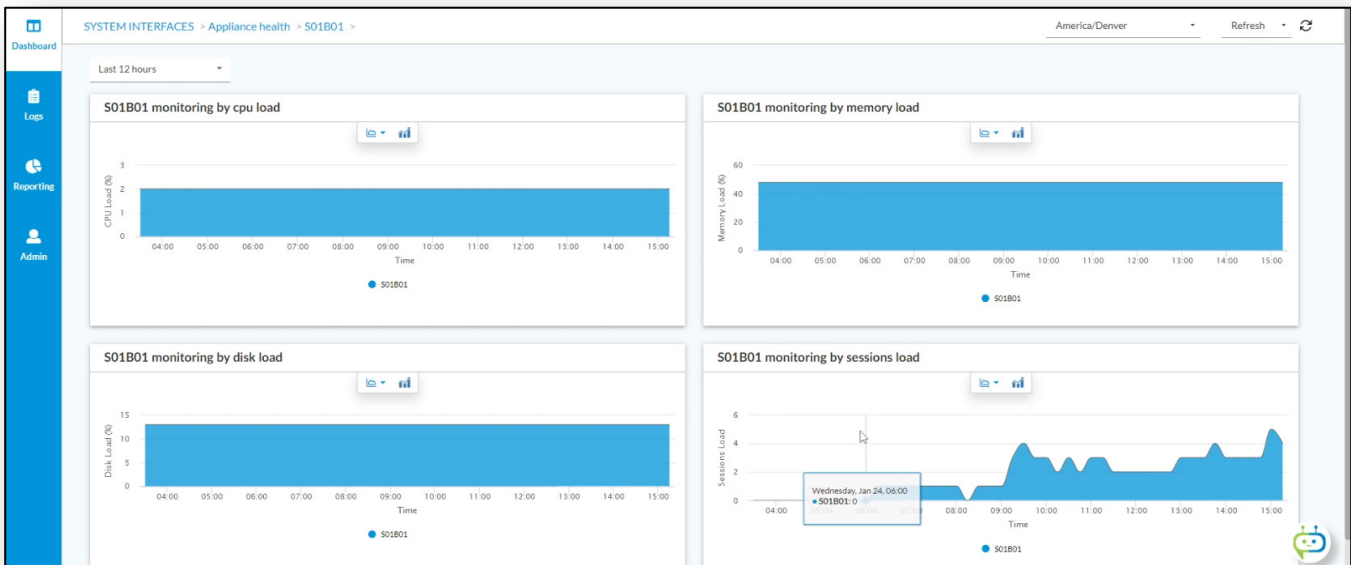 SYSTEM INTERFACES > Appliance health > S01B01 >
America/Denver
Refresh
Dashboard
Logs
Reporting
Admin
Last 12 hours
S01B01 monitoring by cpu load
CPU Load (%)
3
2
1
0
04:00 05:00 06:00 07:00 08:00 09:00 10:00 11:00 12:00 13:00 14:00 15:00
Time
S01B01
S01B01 monitoring by memory load
Memory Load (%)
60
40
20
0
04:00 05:00 06:00 07:00 08:00 09:00 10:00 11:00 12:00 13:00 14:00 15:00
Time
S01B01
S01B01 monitoring by disk load
Disk Load (%)
15
10
5
0
04:00 05:00 06:00 07:00 08:00 09:00 10:00 11:00 12:00 13:00 14:00 15:00
Time
S01B01
S01B01 monitoring by sessions load
Sessions Load
6
4
2
0
Wednesday, Jan 24, 06:00
S01B01: 0
04:00 05:00 06:00 07:00 08:00 09:00 10:00 11:00 12:00 13:00 14:00 15:00
Time
S01B01